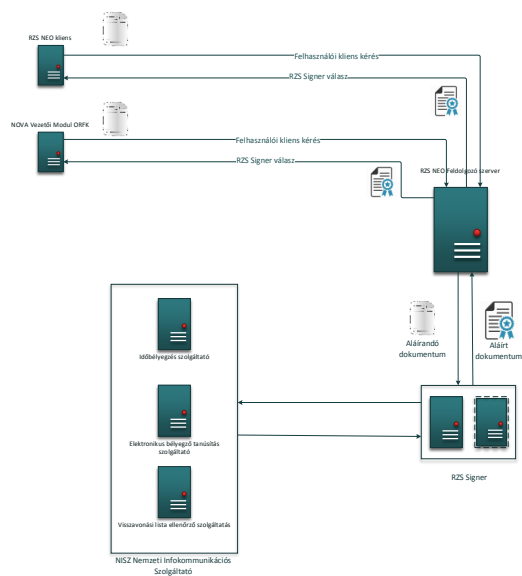 RZS NEO kliens
Felhasználói kliens kérés
RZS Signer válasz
NOVA Vezetői Modul ORFK
Felhasználói kliens kérés
RZS Signer válasz
RZS NEO Feldolgozó szerver
Aláírandó
dokumentum
Aláírt
dokumentum
Időbélyegzés szolgáltató
Elektronikus bélyegző tanúsítás
szolgáltató
Visszavonási lista ellenőrző szolgáltatás
RZS Signer
NISZ Nemzeti Infokommunikációs
Szolgáltató